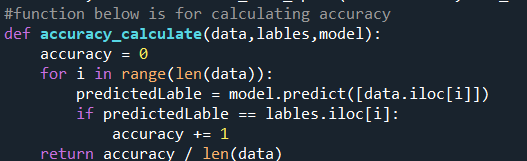 #function below is for calculating accuracy
def accuracy_calculate(data,lables,model):
    accuracy = 0
    for i in range(len(data)):
        predictedLable = model.predict([data.iloc[i]])
        if predictedLable == lables.iloc[i]:
            accuracy += 1
    return accuracy / len(data)